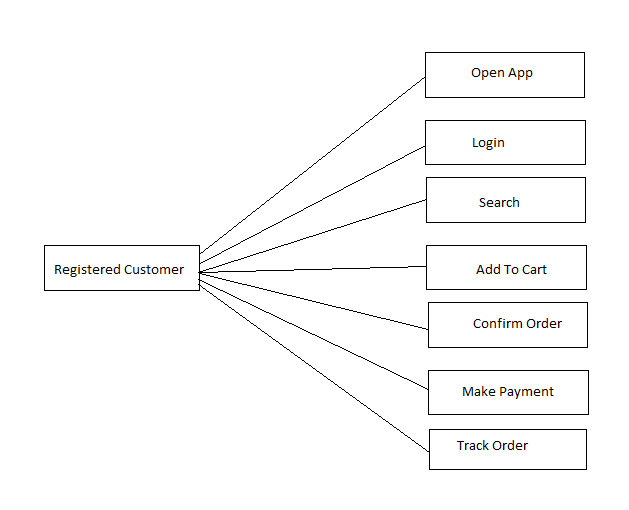 Open App
Login
Search
Registered Customer
Add To Cart
Confirm Order
Make Payment
Track Order